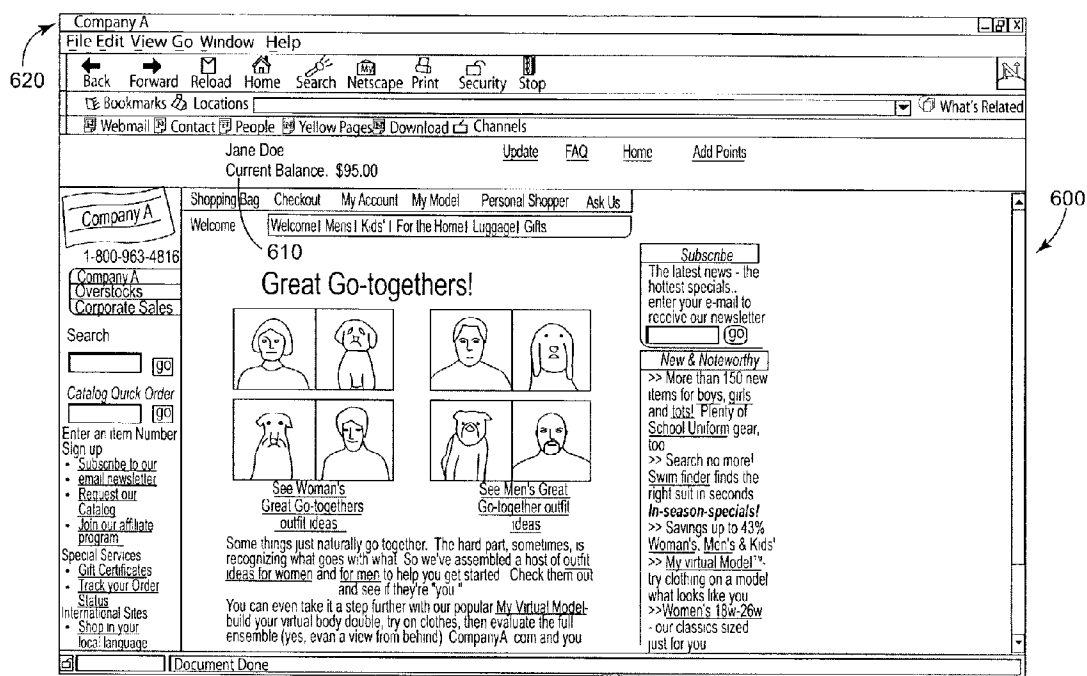 Company A
620
File Edit View Go Window Help
Back Forward Reload Home Search Netscape Print Security Stop
My
N
Bookmarks Locations What's Related
Webmail Contact People Yellow Pages Download Channels
Jane Doe Update FAQ Home Add Points
Current Balance. $95.00
600
Shopping Bag Checkout My Account My Model Personal Shopper Ask Us
Welcome Welcome| Mens| Kids' | For the Home| Luggage| Gifts
610
Company A
1-800-963-4816
Company A
Overstocks
Corporate Sales
Search
go
Catalog Quick Order
go
Enter an item Number
Sign up
• Subscribe to our
• email newsletter
• Request our
Catalog
• Join our affiliate
program
Special Services
• Gift Certificates
• Track your Order
Status
International Sites
• Shop in your
local language
Great Go-togethers!
See Woman's
Great Go-togethers
outfit ideas
See Men's Great
Go-together outfit
ideas
Some things just naturally go together. The hard part, sometimes, is
recognizing what goes with what So we've assembled a host of outfit
ideas for women and for men to help you get started Check them out
and see if they're "you "
You can even take it a step further with our popular My Virtual Model-
build your virtual body double, try on clothes, then evaluate the full
ensemble (yes, evan a view from behind) CompanyA com and you
Subscribe
The latest news - the
hottest specials..
enter your e-mail to
receive our newsletter
go
New & Noteworthy
>> More than 150 new
items for boys, girls
and tots! Plenty of
School Uniform gear,
too
>> Search no more!
Swim finder finds the
right suit in seconds
In-season-specials!
>> Savings up to 43%
Woman's, Men's & Kids'
>> My virtual Model™-
try clothing on a model
what looks like you
>>Women's 18w-26w
- our classics sized
just for you
Document Done